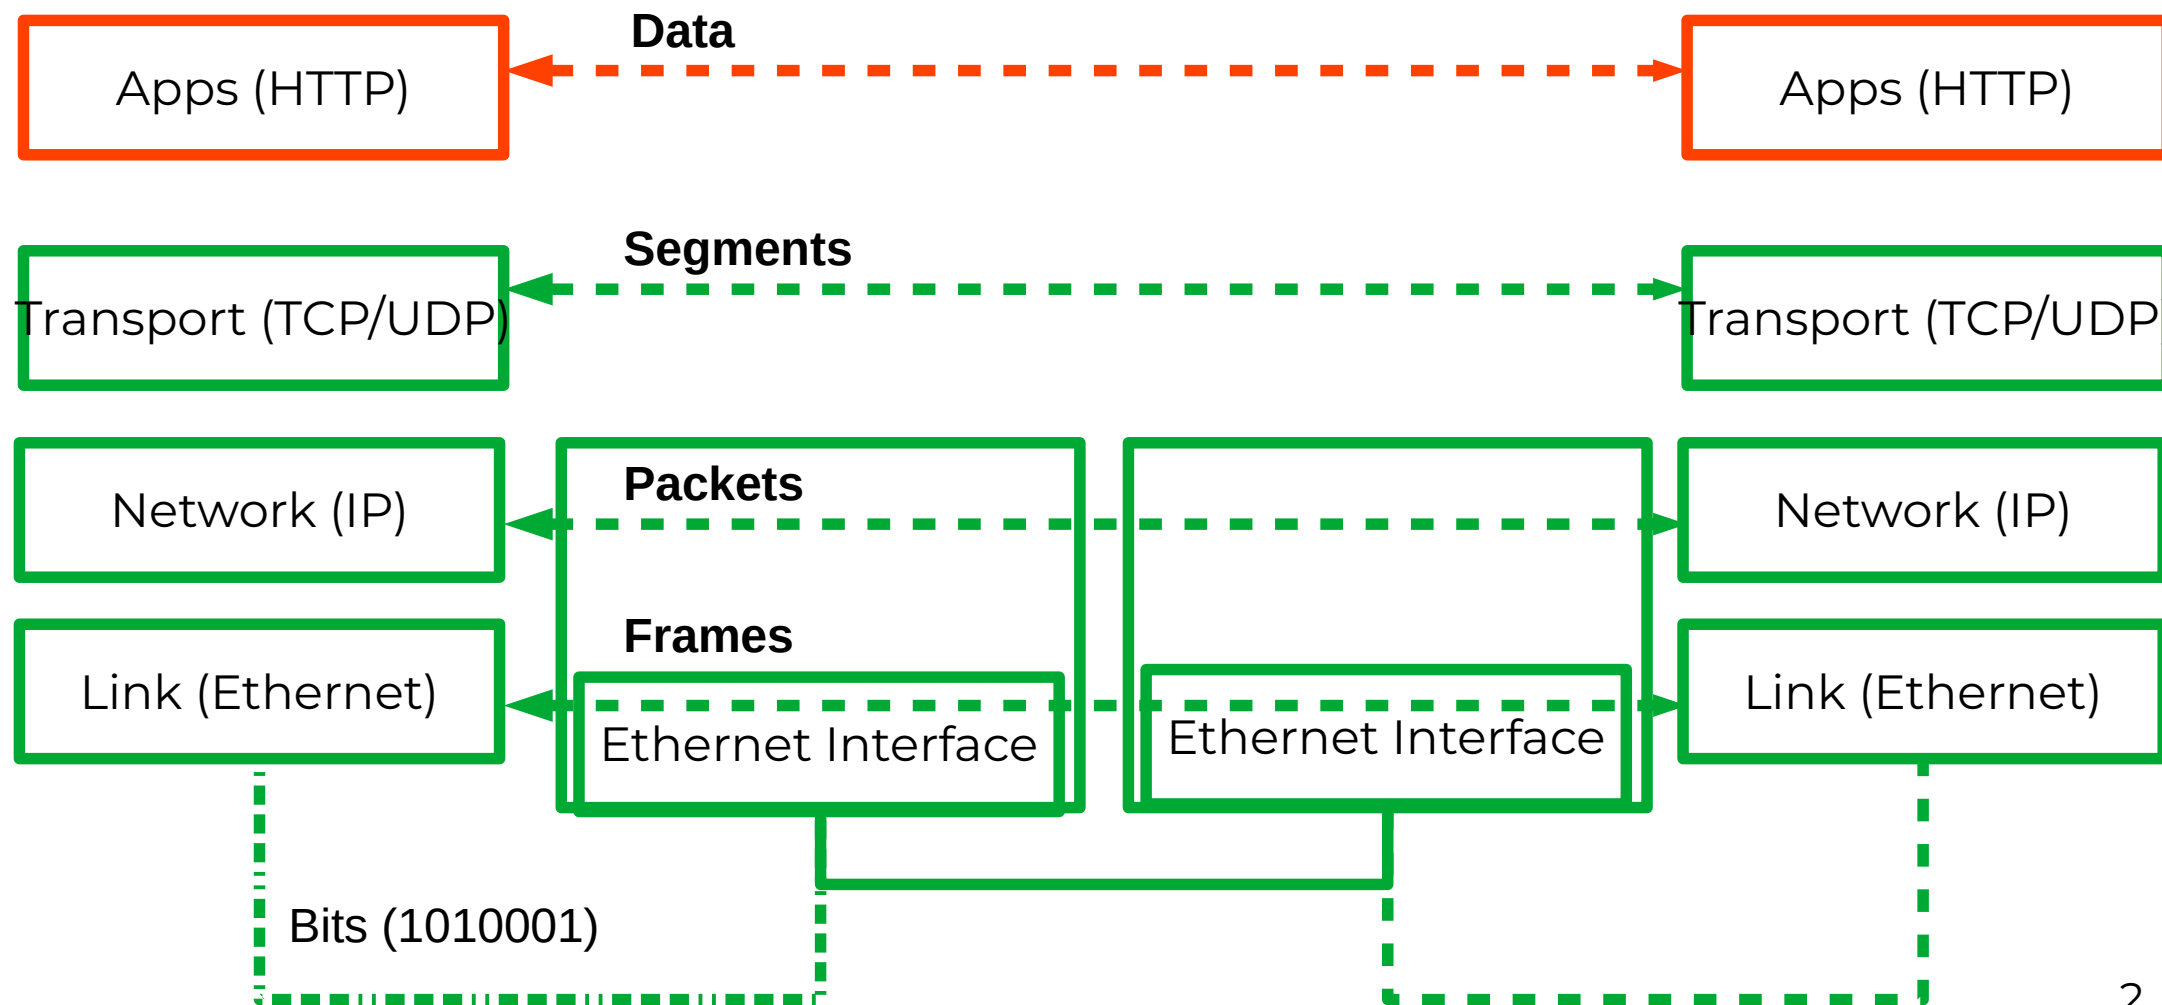 Data
Apps (HTTP)
Apps (HTTP)
Segments
Transport (TCP/UDP)
Transport (TCP/UDP
Packets
Network (IP)
Network (IP)
Frames
Link (Ethernet)
Link (Ethernet)
Ethernet Interface
Ethernet Interface
Bits (1010001)
2